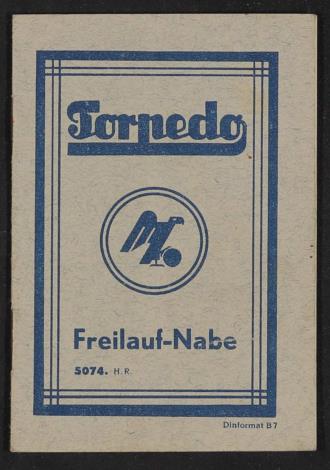 Torpedo
Freilauf-Nabe
5074. H. R.
Dinformat B7